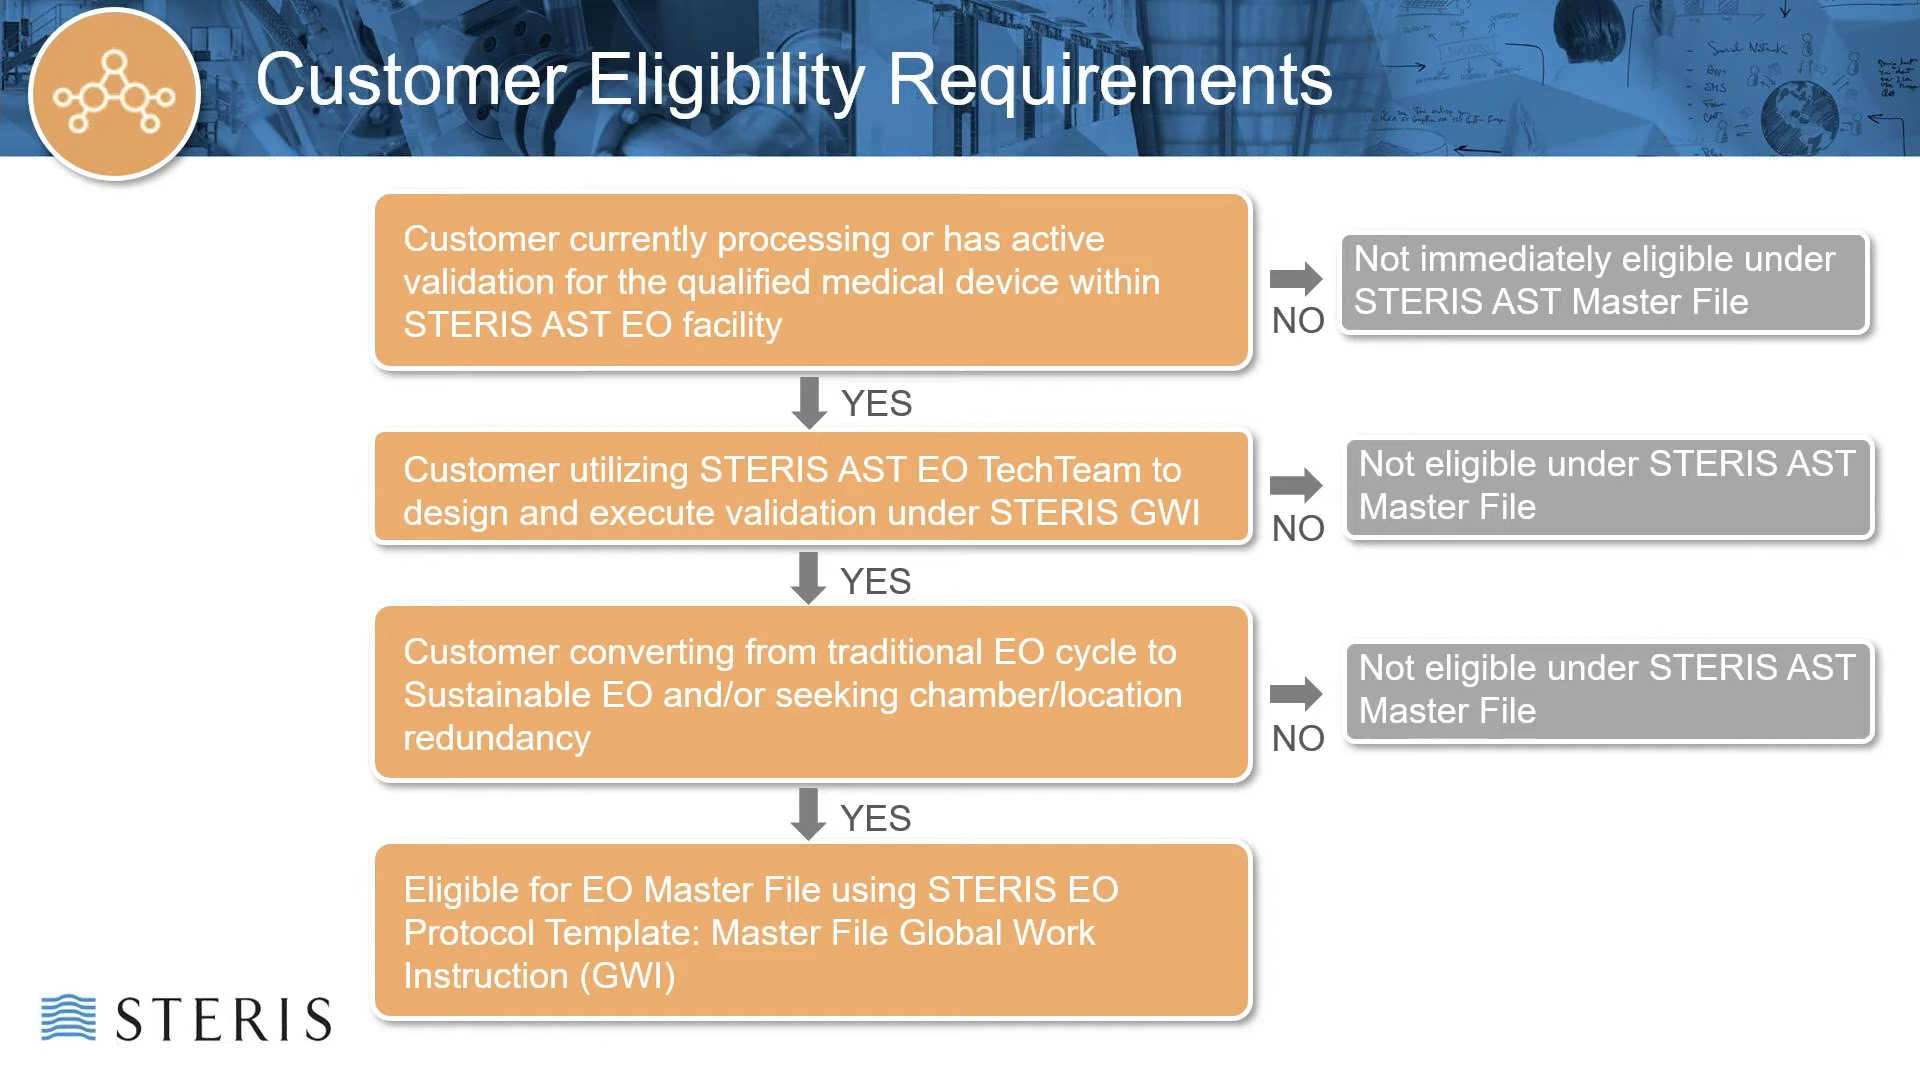 Customer Eligibility Requirements
Customer currently processing or has active
validation for the qualified medical device within
STERIS AST EO facility
NO
Not immediately eligible under
STERIS AST Master File
YES
Customer utilizing STERIS AST EO TechTeam to
design and execute validation under STERIS GWI
NO
Not eligible under STERIS AST
Master File
YES
Customer converting from traditional EO cycle to
Sustainable EO and/or seeking chamber/location
redundancy
NO
Not eligible under STERIS AST
Master File
YES
Eligible for EO Master File using STERIS EO
Protocol Template: Master File Global Work
Instruction (GWI)
STERIS